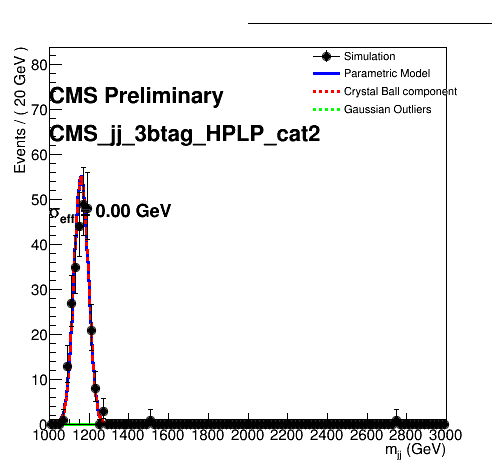 Events / ( 20 GeV )
Simulation
Parametric Model
Crystal Ball component
Gaussian Outliers
CMS Preliminary
CMS_jj_3btag_HPLP_cat2
σeff 0.00 GeV
80
70
60
50
40
30
20
10
0
1000 1200 1400 1600 1800 2000 2200 2400 2600 2800 3000
mjj (GeV)